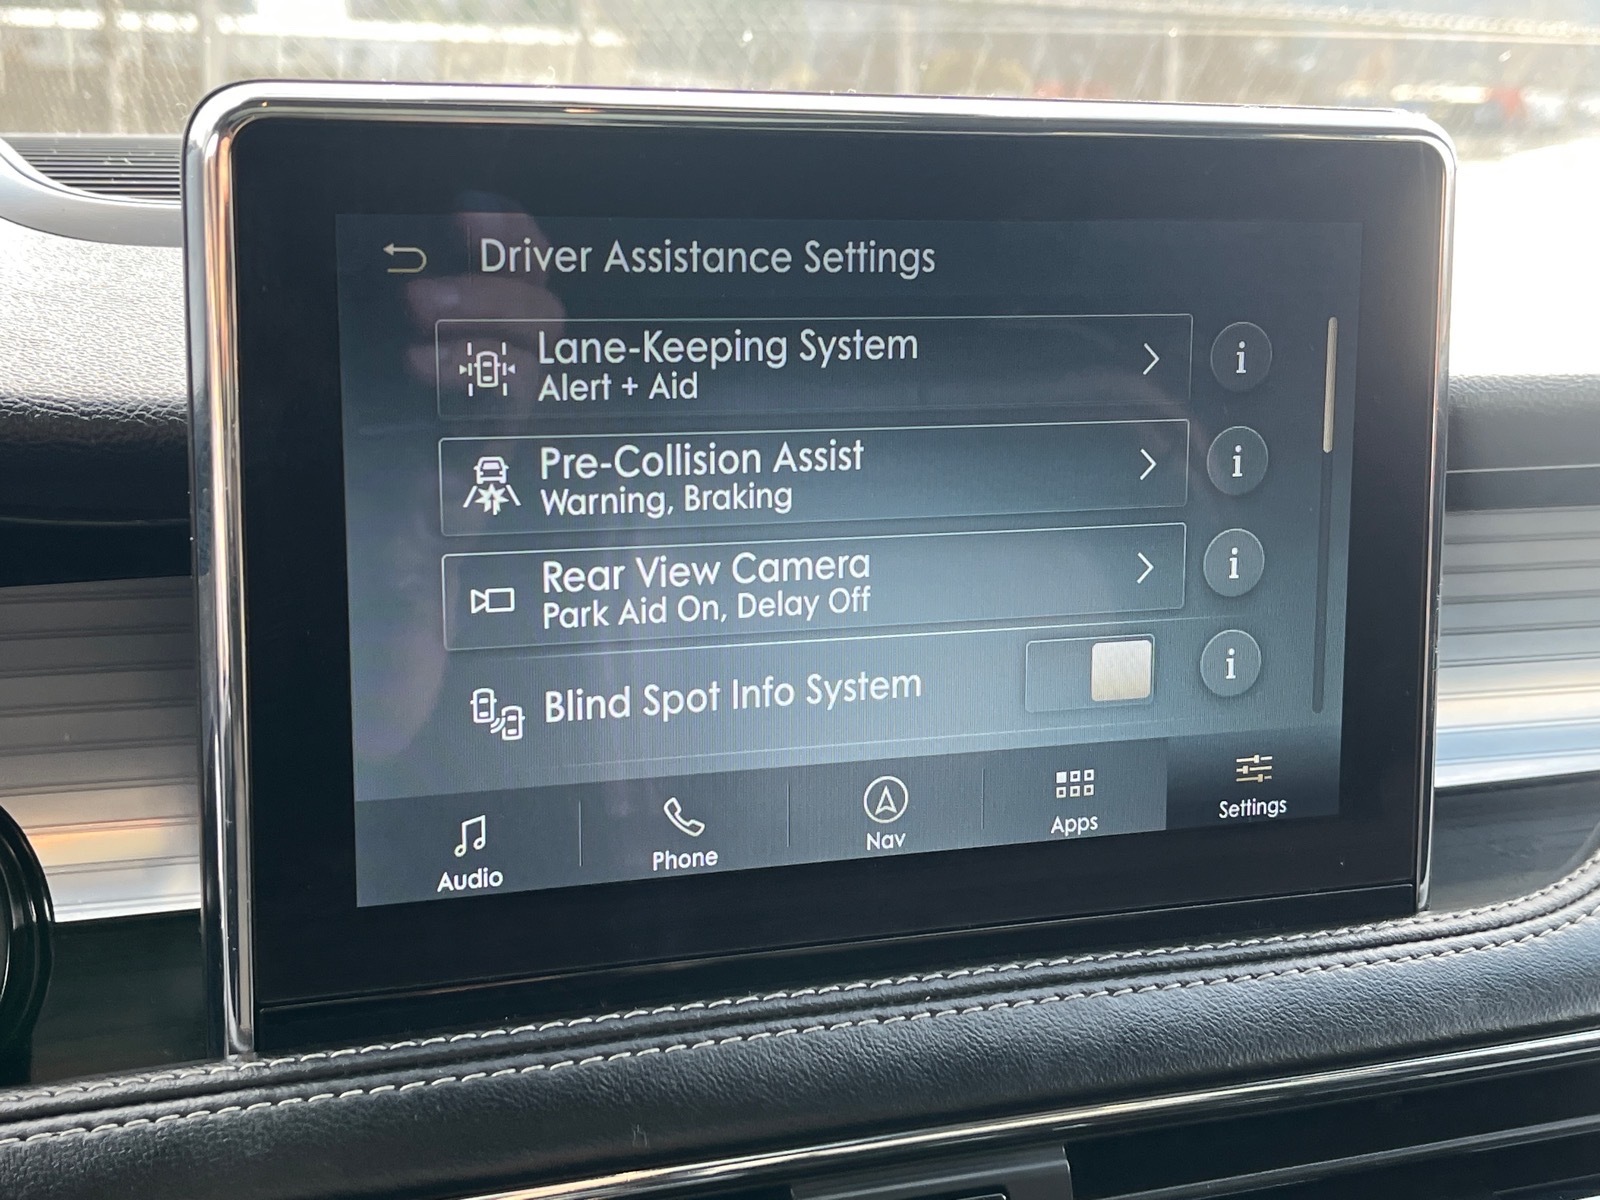 Driver Assistance Settings
Lane-Keeping System
Alert + Aid
i
Pre-Collision Assist
Warning, Braking
i
Rear View Camera
Park Aid On, Delay Off
i
Blind Spot Info System
i
Audio
Phone
Nav
Apps
Settings